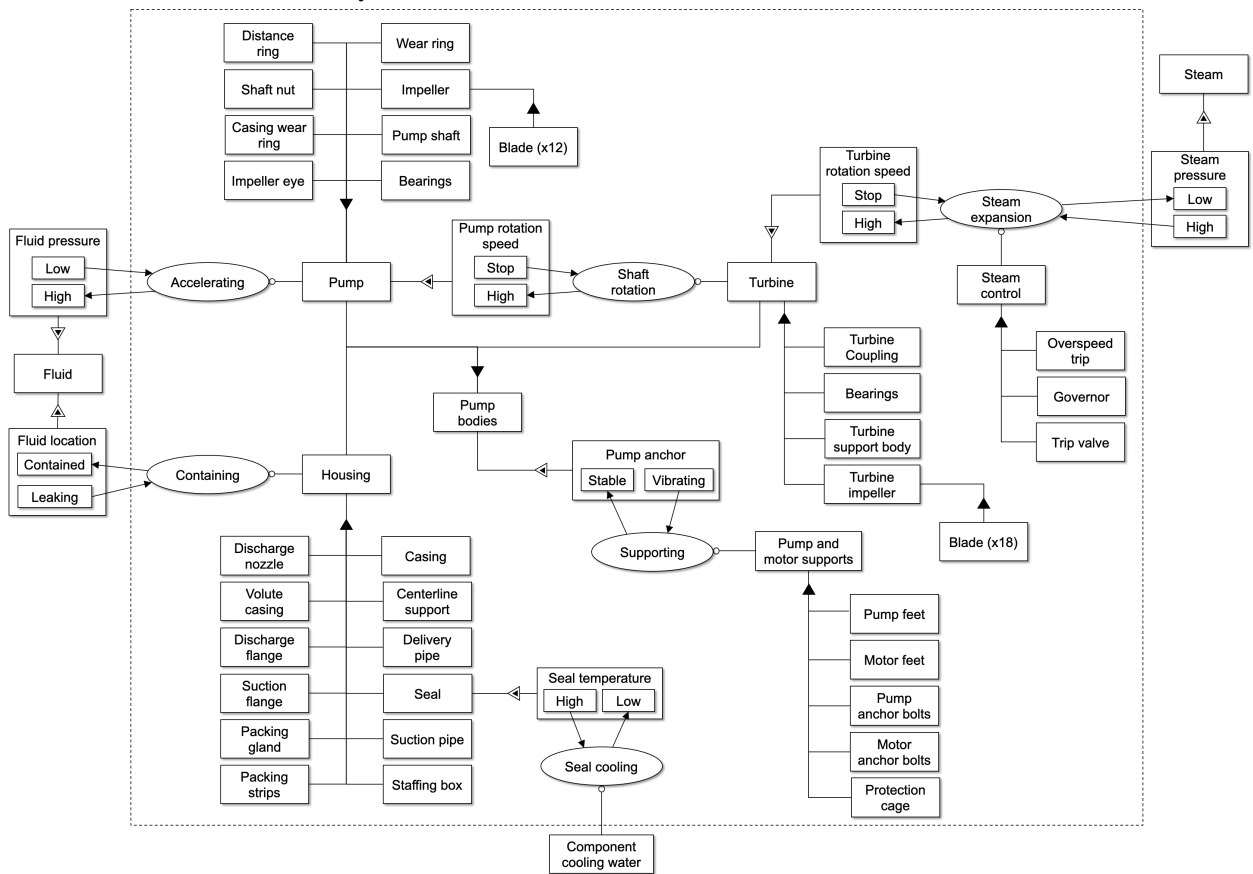 Distance
ring
Wear ring
Shaft nut
Impeller
Casing wear
ring
Pump shaft
Blade (x12)
Impeller eye
Bearings
Steam
Turbine
rotation speed
Stop
High
Steam
expansion
Steam
pressure
Low
High
Fluid pressure
Low
High
Accelerating
Pump
Pump rotation
speed
Stop
High
Shaft
rotation
Turbine
Steam
control
Fluid
Turbine
Coupling
Overspeed
trip
Bearings
Governor
Pump
bodies
Turbine
support body
Trip valve
Fluid location
Contained
Leaking
Containing
Housing
Pump anchor
Stable
Vibrating
Turbine
impeller
Supporting
Pump and
motor supports
Blade (x18)
Discharge
nozzle
Casing
Volute
casing
Centerline
support
Pump feet
Discharge
flange
Delivery
pipe
Motor feet
Suction
flange
Seal
Seal temperature
High
Low
Pump
anchor bolts
Packing
gland
Suction pipe
Motor
anchor bolts
Seal cooling
Packing
strips
Staffing box
Protection
cage
Component
cooling water